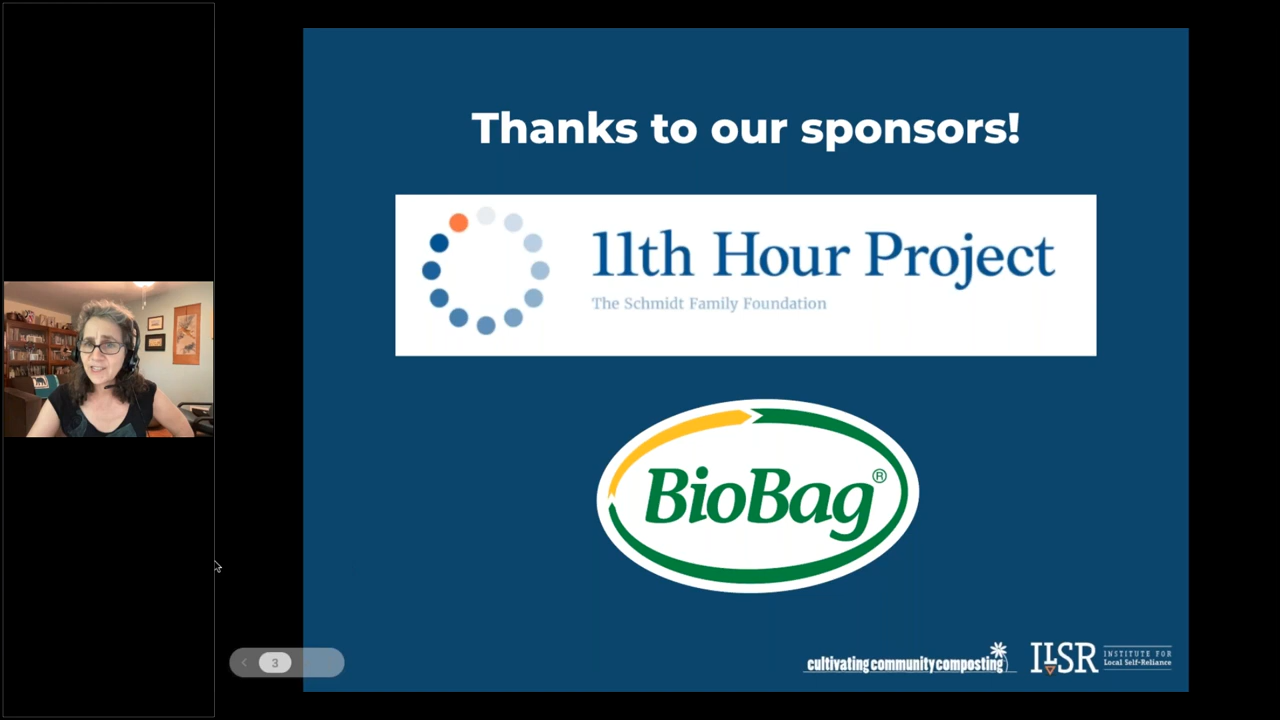 Thanks to our sponsors!
11th Hour Project
The Schmidt Family Foundation
BioBag®
3
cultivating community composting
ILSR
INSTITUTE FOR
Local Self-Reliance